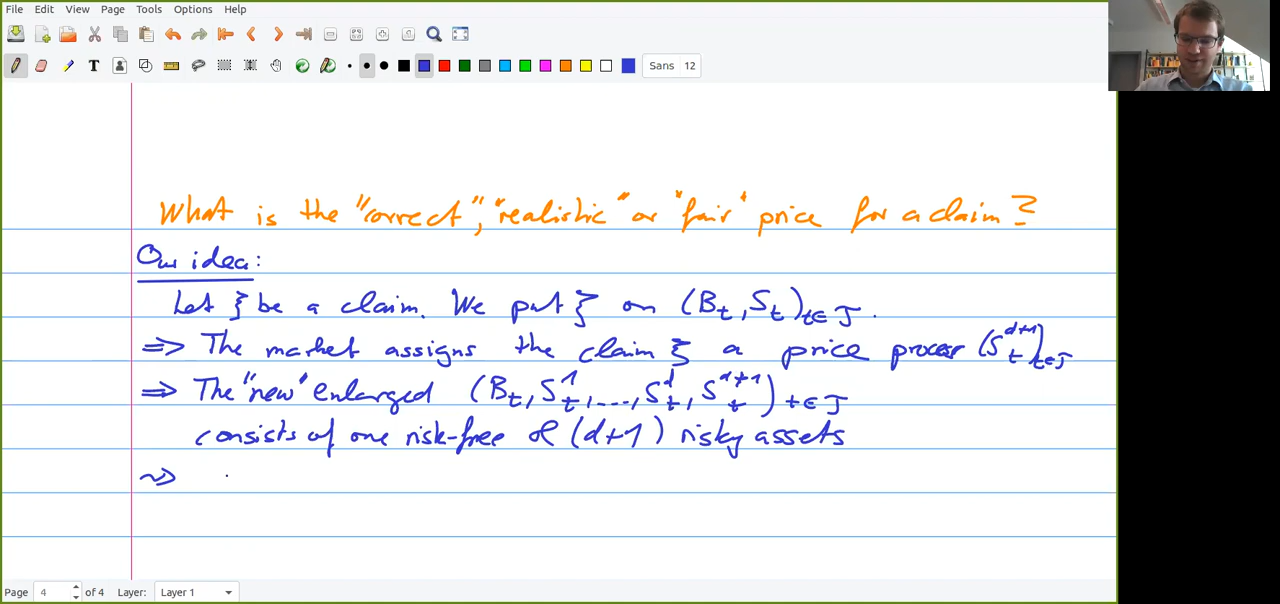 File Edit View Page Tools Options Help
Sans 12
What is the "correct", "realistic" or "fair" price for a claim?
Our idea:
Let ξ be a claim. We put ξ on (B_t, S_t)_{t∈J}.
⇒ The market assigns the claim ξ a price process (S_t^{d+1})_{t∈J}
⇒ The "new" enlarged (B_t, S_t^1, ..., S_t^d, S_t^{d+1})_{t∈J}
consists of one risk-free & (d+1) risky assets
⇝
Page 4 of 4 Layer: Layer 1